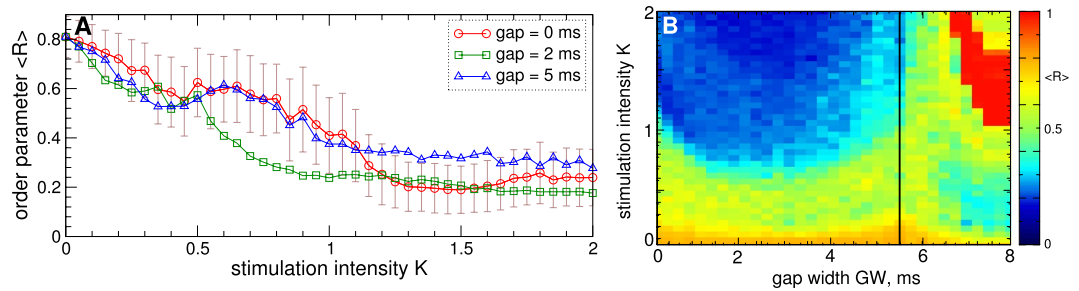 A
order parameter <R>
0.8
0.6
0.4
0.2
0
0
0.5
1
1.5
2
stimulation intensity K
gap = 0 ms
gap = 2 ms
gap = 5 ms
B
stimulation intensity K
2
1
0
0
2
4
6
8
gap width GW, ms
1
<R>
0.5
0